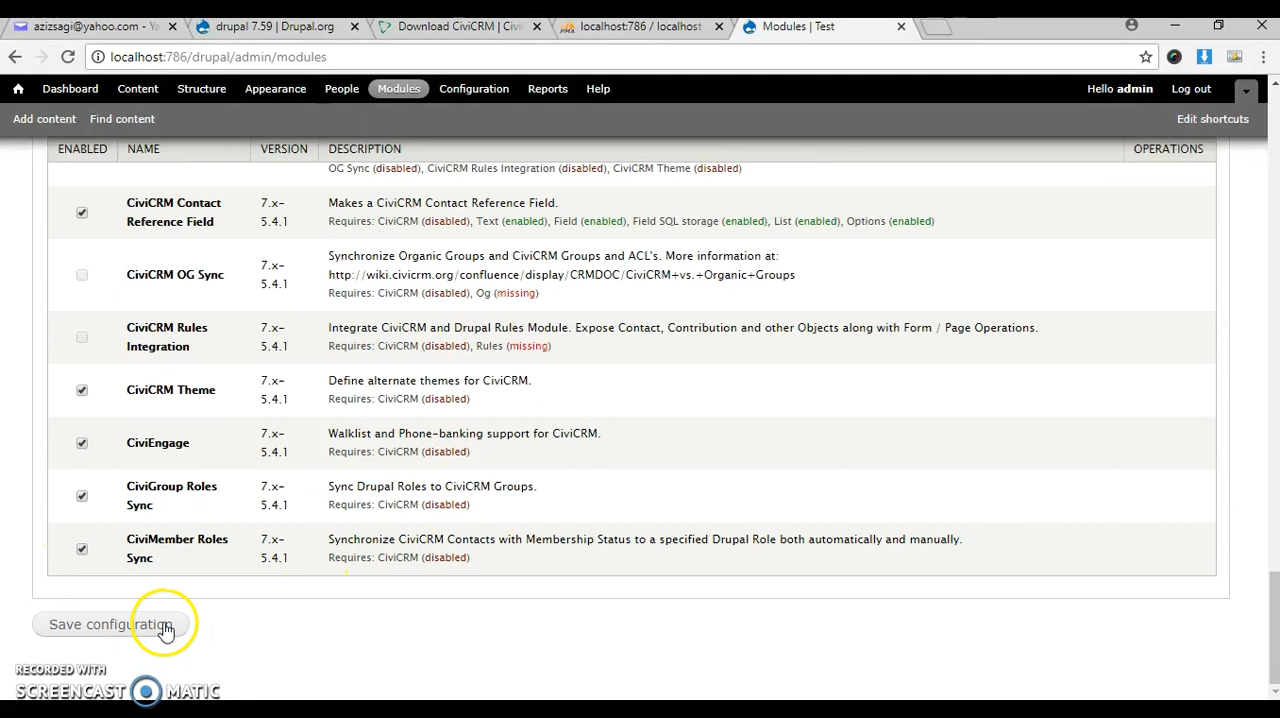 azizsagi@yahoo.com - Y
drupal 7.59 | Drupal.org
Download CiviCRM | Civi
localhost:786 / localhost
Modules | Test
localhost:786/drupal/admin/modules
Dashboard Content Structure Appearance People Modules Configuration Reports Help Hello admin Log out
Add content Find content Edit shortcuts
ENABLED NAME VERSION DESCRIPTION OPERATIONS
OG Sync (disabled), CiviCRM Rules Integration (disabled), CiviCRM Theme (disabled)
CiviCRM Contact
Reference Field
7.x-
5.4.1
Makes a CiviCRM Contact Reference Field.
Requires: CiviCRM (disabled), Text (enabled), Field (enabled), Field SQL storage (enabled), List (enabled), Options (enabled)
CiviCRM OG Sync
7.x-
5.4.1
Synchronize Organic Groups and CiviCRM Groups and ACL's. More information at:
http://wiki.civicrm.org/confluence/display/CRMDOC/CiviCRM+vs.+Organic+Groups
Requires: CiviCRM (disabled), Og (missing)
CiviCRM Rules
Integration
7.x-
5.4.1
Integrate CiviCRM and Drupal Rules Module. Expose Contact, Contribution and other Objects along with Form / Page Operations.
Requires: CiviCRM (disabled), Rules (missing)
CiviCRM Theme
7.x-
5.4.1
Define alternate themes for CiviCRM.
Requires: CiviCRM (disabled)
CiviEngage
7.x-
5.4.1
Walklist and Phone-banking support for CiviCRM.
Requires: CiviCRM (disabled)
CiviGroup Roles
Sync
7.x-
5.4.1
Sync Drupal Roles to CiviCRM Groups.
Requires: CiviCRM (disabled)
CiviMember Roles
Sync
7.x-
5.4.1
Synchronize CiviCRM Contacts with Membership Status to a specified Drupal Role both automatically and manually.
Requires: CiviCRM (disabled)
Save configuration
RECORDED WITH
SCREENCAST MATIC